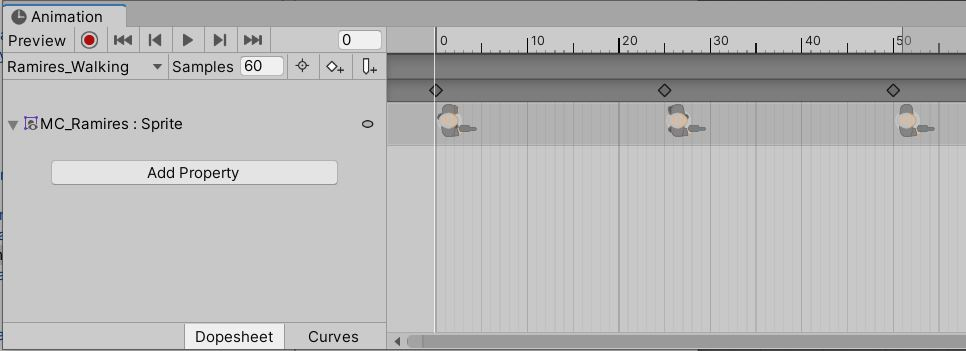 Animation
Preview 0
0 10 20 30 40 50
Ramires_Walking Samples 60
MC_Ramires : Sprite
Add Property
Dopesheet Curves